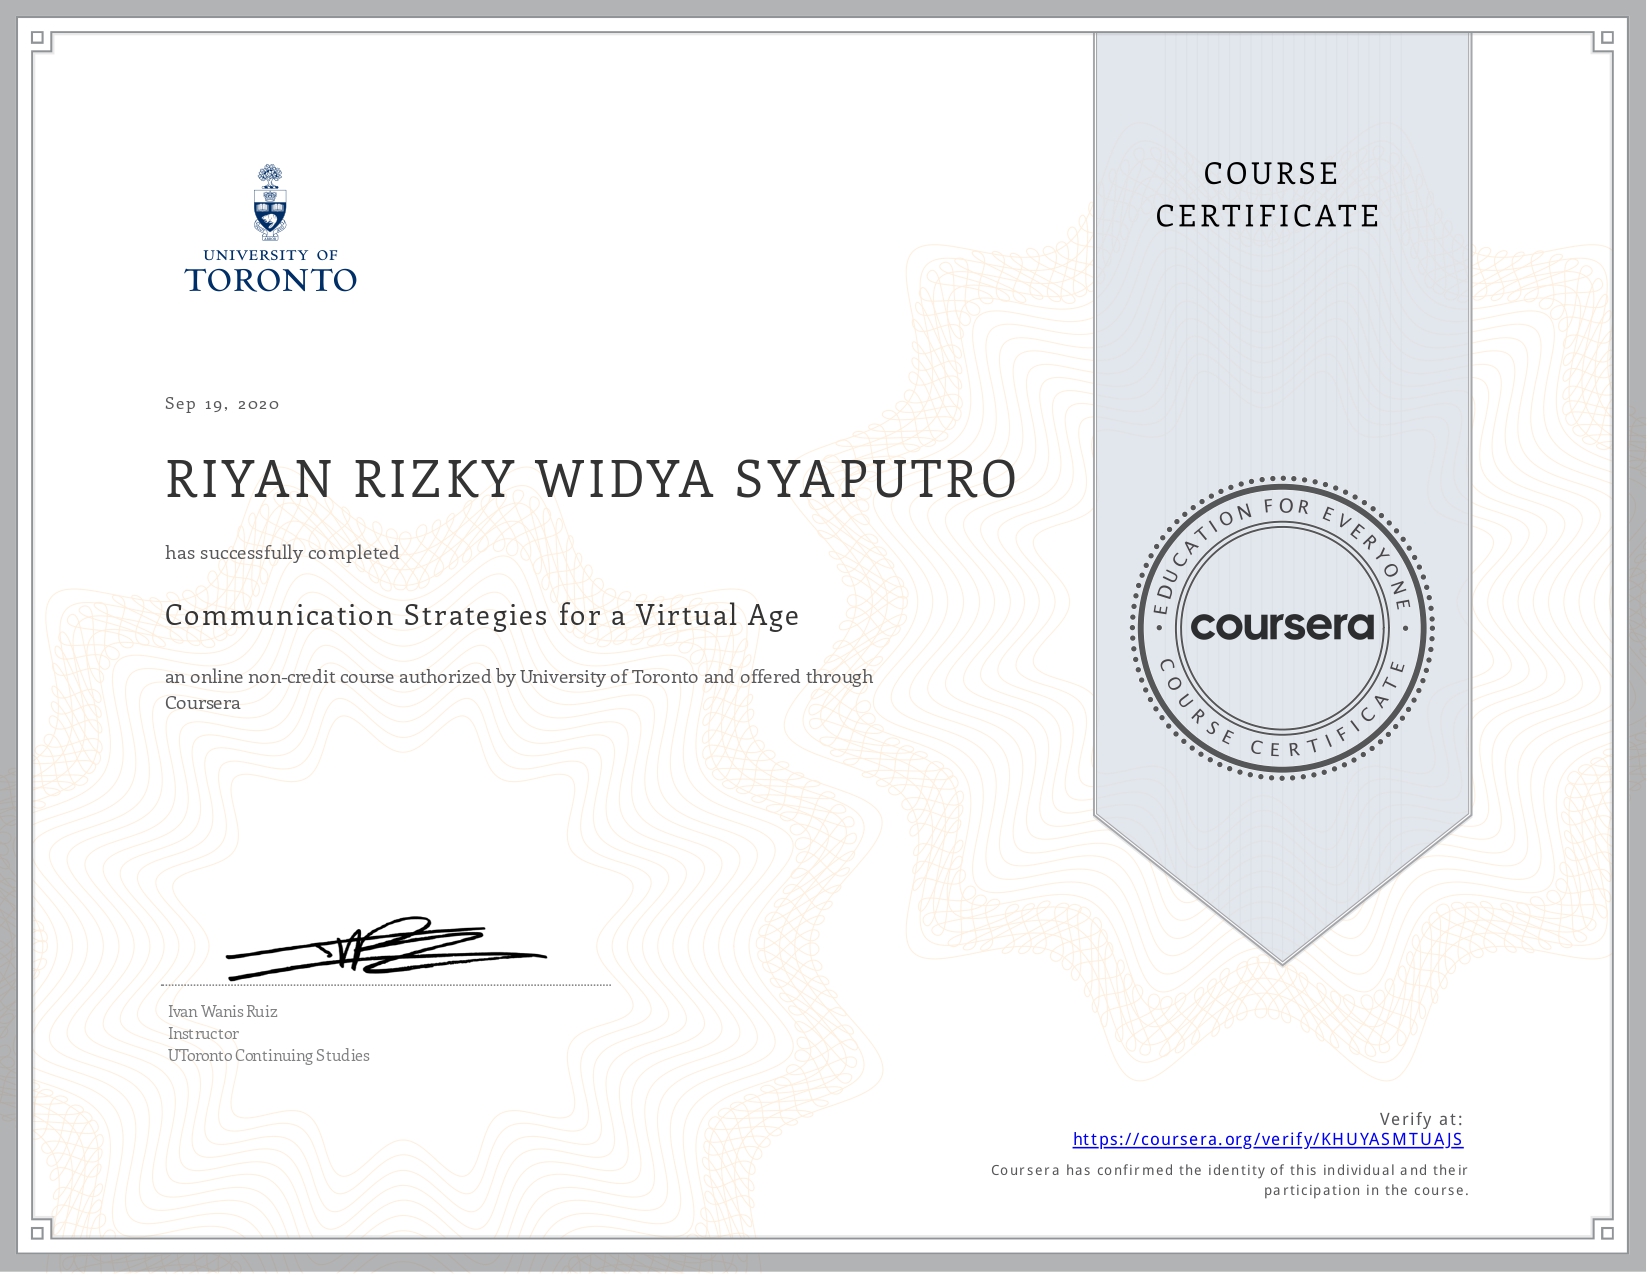 UNIVERSITY OF
TORONTO
COURSE
CERTIFICATE
Sep 19, 2020
RIYAN RIZKY WIDYA SYAPUTRO
has successfully completed
Communication Strategies for a Virtual Age
an online non-credit course authorized by University of Toronto and offered through
Coursera
EDUCATION FOR EVERYONE
coursera
COURSE CERTIFICATE
Ivan Wanis Ruiz
Instructor
UToronto Continuing Studies
Verify at:
https://coursera.org/verify/KHUYASMTUAJS
Coursera has confirmed the identity of this individual and their
participation in the course.